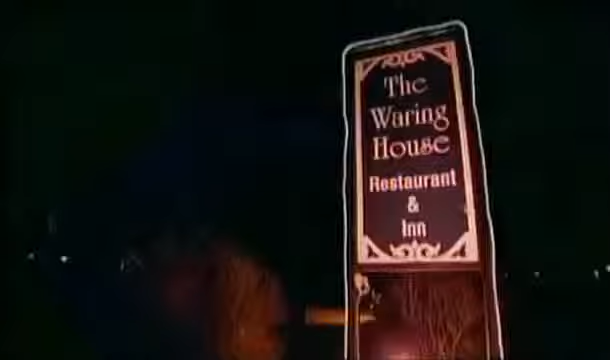 The
Waring
House
Restaurant
&
Inn